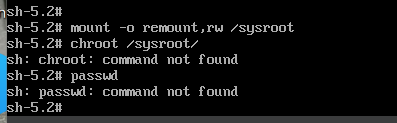 sh-5.2#
sh-5.2# mount -o remount,rw /sysroot
sh-5.2# chroot /sysroot/
sh: chroot: command not found
sh-5.2# passwd
sh: passwd: command not found
sh-5.2#